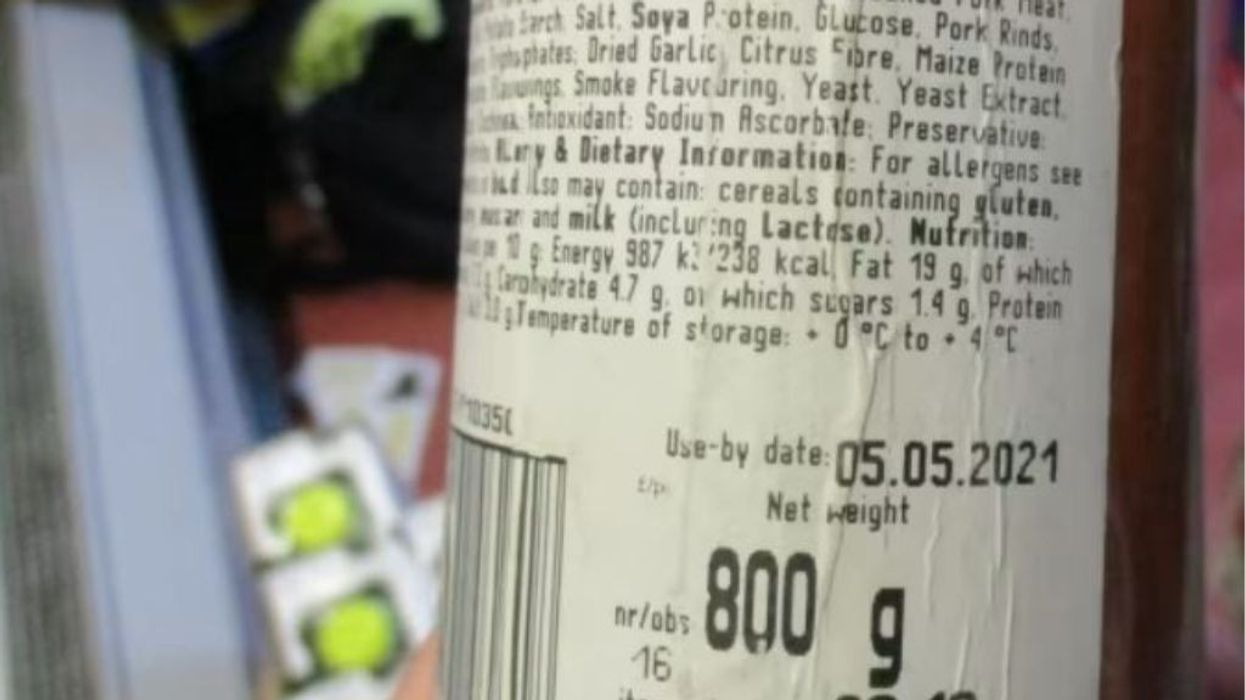 Meat,
Starch, Salt, Soya Protein, Glucose, Pork Rinds,
Dried Garlic, Citrus Fibre, Maize Protein
Flavourings, Smoke Flavouring, Yeast, Yeast Extract,
Antioxidant: Sodium Ascorbate; Preservative:
& Dietary Information: For allergens see
also may contain: cereals containing gluten,
and milk (including Lactose). Nutrition:
Energy 987 kJ/238 kcal, Fat 19 g, of which
Carbohydrate 4.7 g, of which sugars 1.4 g, Protein
g. Temperature of storage: + 0 °C to + 4 °C
Use-by date: 05.05.2021
Net weight
800 g
nr/obs
16